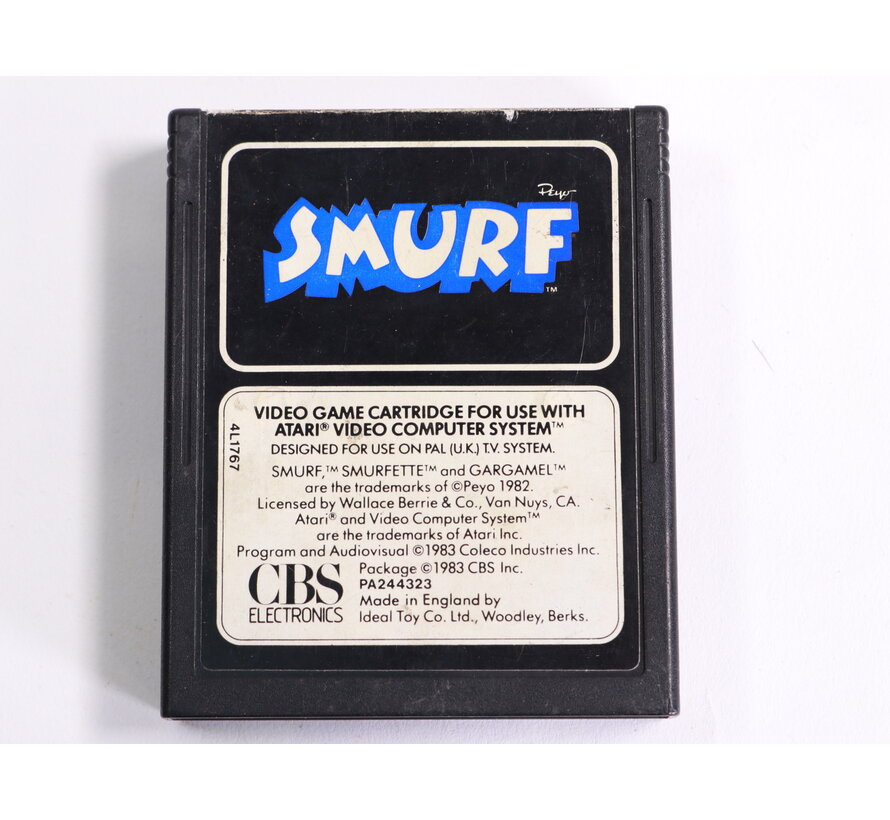 Peyo
SMURF
TM
VIDEO GAME CARTRIDGE FOR USE WITH
ATARI® VIDEO COMPUTER SYSTEM™
DESIGNED FOR USE ON PAL (U.K.) T.V. SYSTEM.
4L1767
SMURF,™ SMURFETTE™ and GARGAMEL™
are the trademarks of ©Peyo 1982.
Licensed by Wallace Berrie & Co., Van Nuys, CA.
Atari® and Video Computer System™
are the trademarks of Atari Inc.
Program and Audiovisual ©1983 Coleco Industries Inc.
CBS
ELECTRONICS
Package ©1983 CBS Inc.
PA244323
Made in England by
Ideal Toy Co. Ltd., Woodley, Berks.